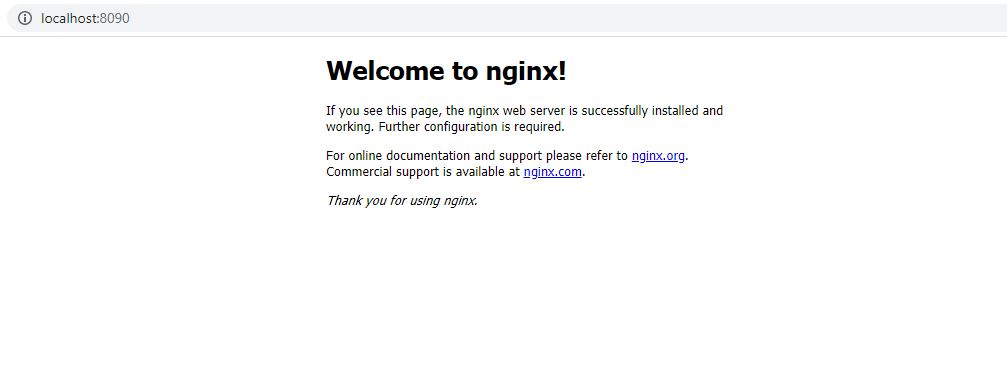 localhost:8090
Welcome to nginx!
If you see this page, the nginx web server is successfully installed and
working. Further configuration is required.
For online documentation and support please refer to nginx.org.
Commercial support is available at nginx.com.
Thank you for using nginx.